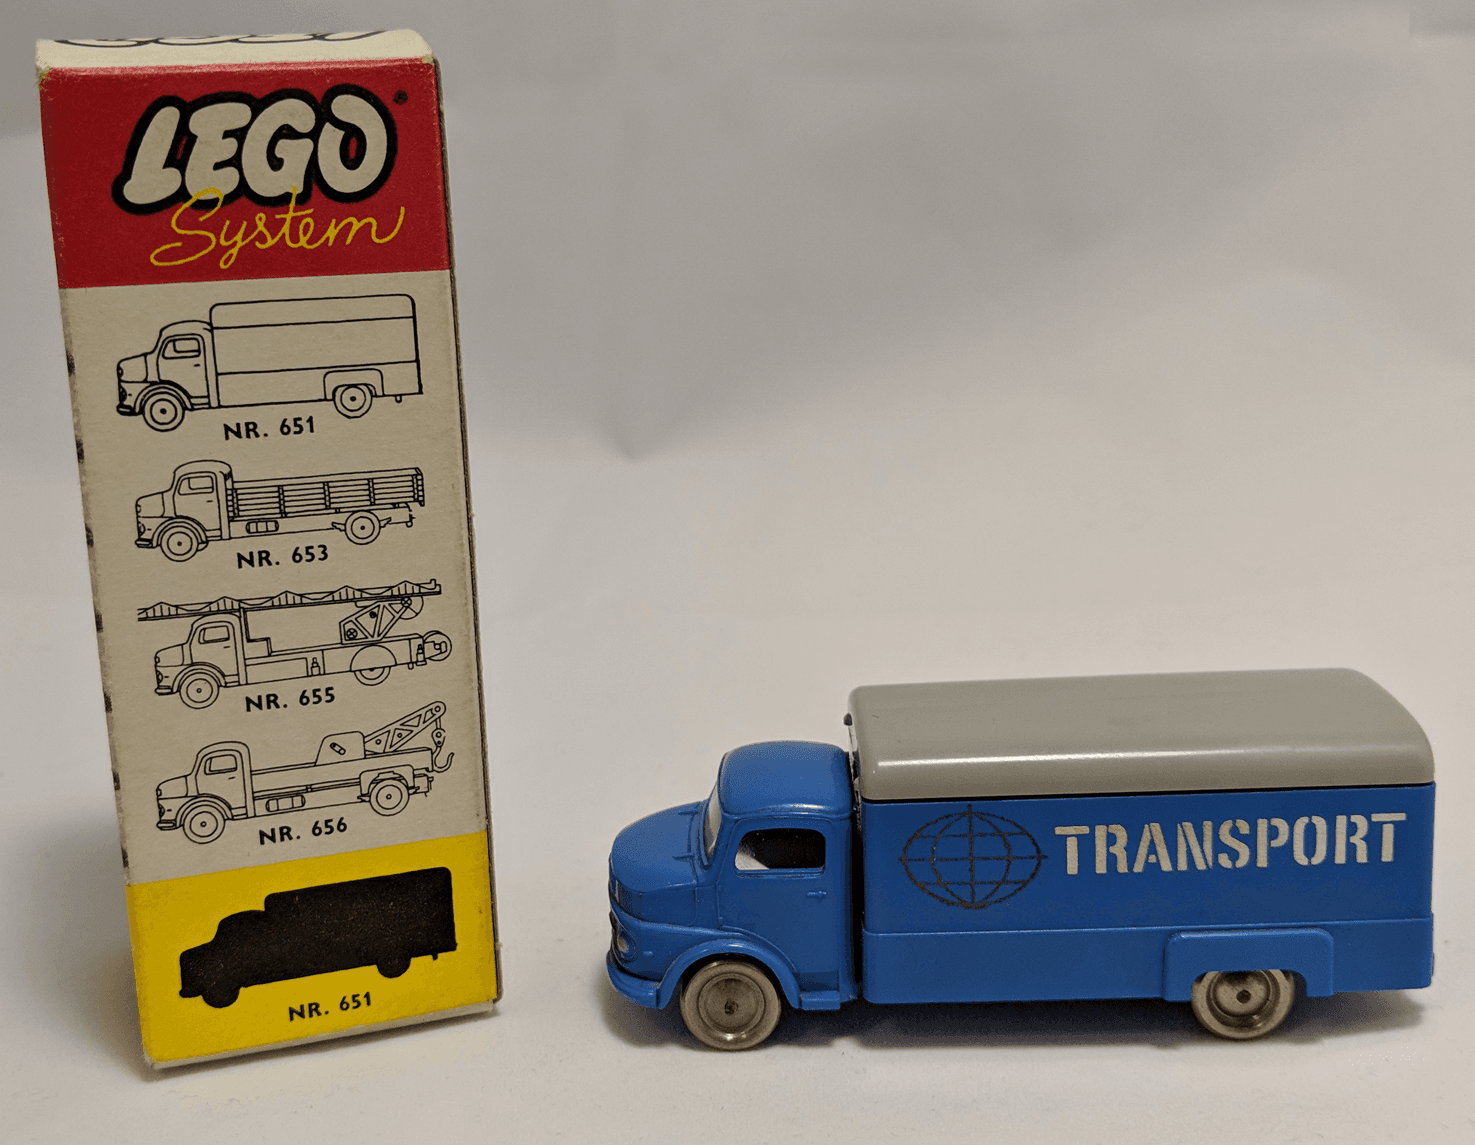 LEGO
System
NR. 651
NR. 653
NR. 655
NR. 656
NR. 651
TRANSPORT